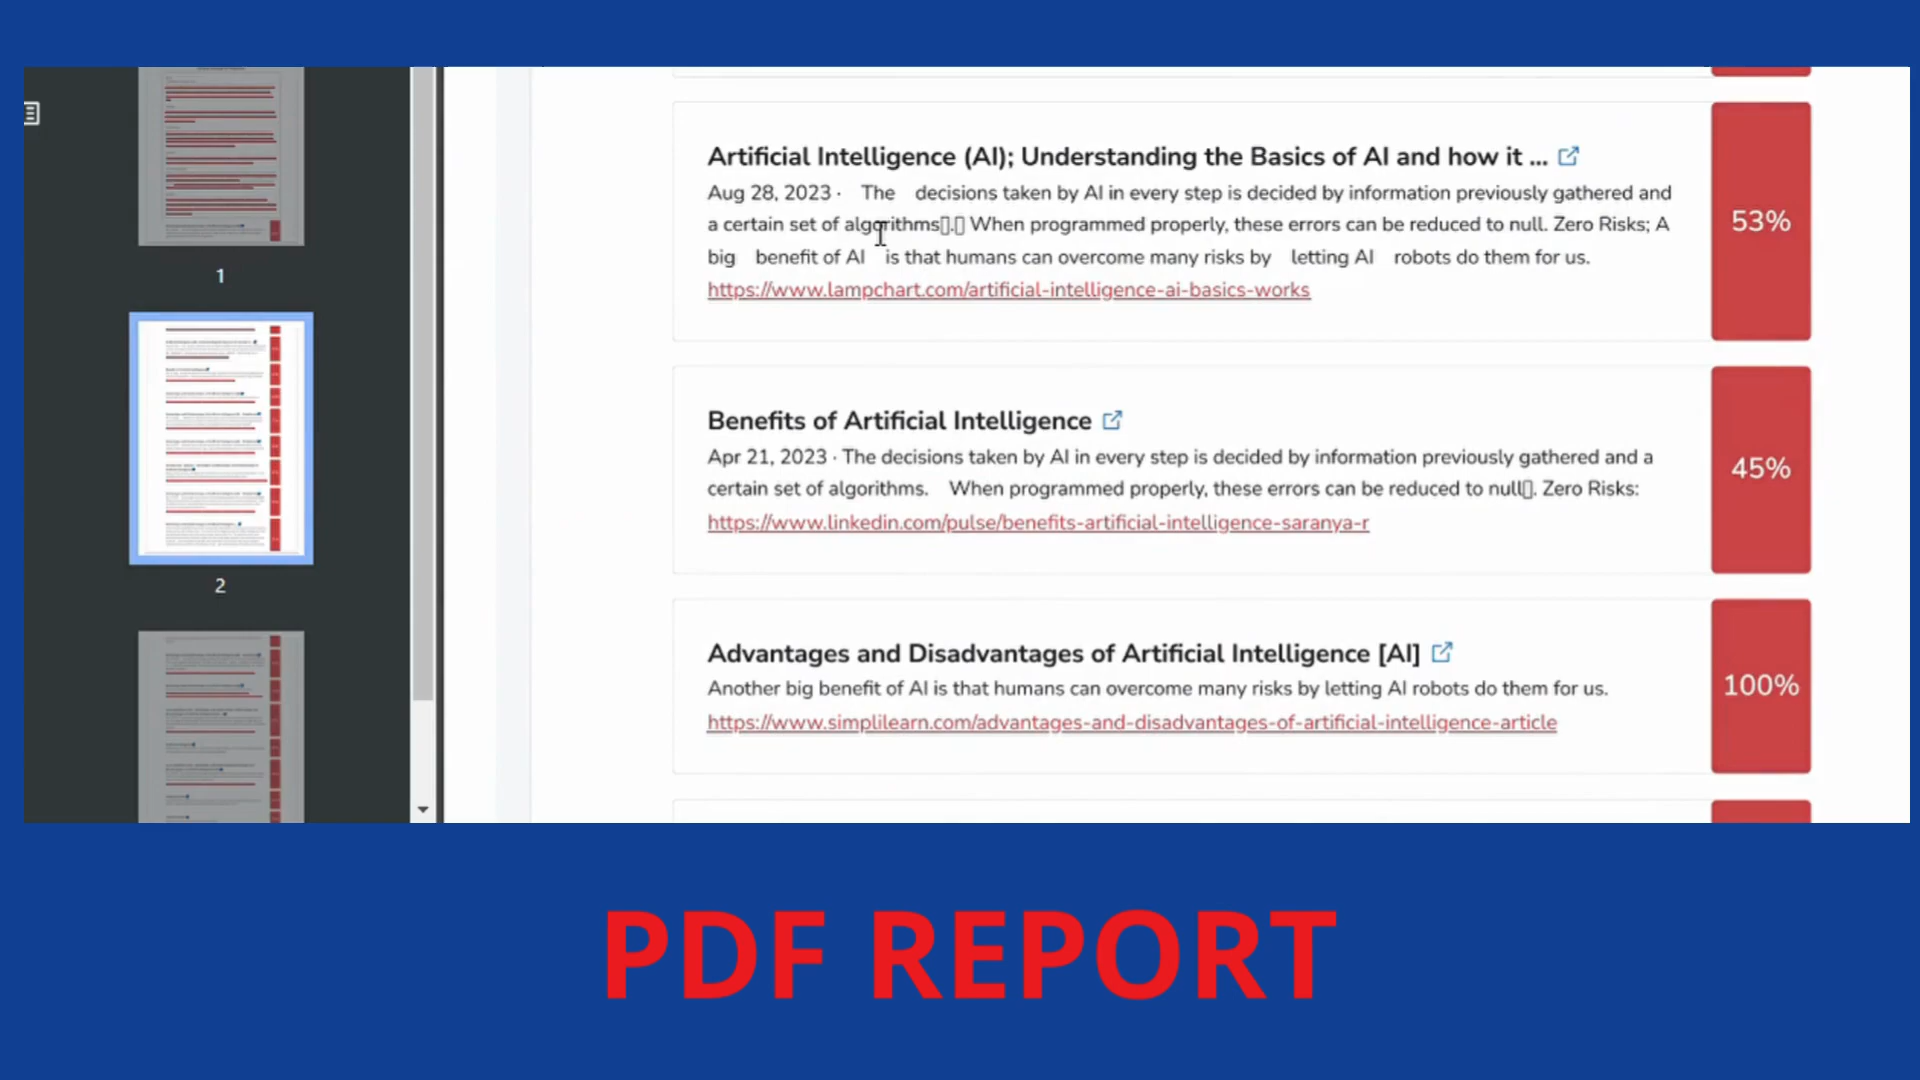 Artificial Intelligence (AI); Understanding the Basics of AI and how it ...
Aug 28, 2023 · The decisions taken by AI in every step is decided by information previously gathered and
a certain set of algorithms▯.▯ When programmed properly, these errors can be reduced to null. Zero Risks; A
big benefit of AI is that humans can overcome many risks by letting AI robots do them for us.
https://www.lampchart.com/artificial-intelligence-ai-basics-works
53%
1
Benefits of Artificial Intelligence
Apr 21, 2023 · The decisions taken by AI in every step is decided by information previously gathered and a
certain set of algorithms. When programmed properly, these errors can be reduced to null▯. Zero Risks:
https://www.linkedin.com/pulse/benefits-artificial-intelligence-saranya-r
45%
2
Advantages and Disadvantages of Artificial Intelligence [AI]
Another big benefit of AI is that humans can overcome many risks by letting AI robots do them for us.
https://www.simplilearn.com/advantages-and-disadvantages-of-artificial-intelligence-article
100%
PDF REPORT